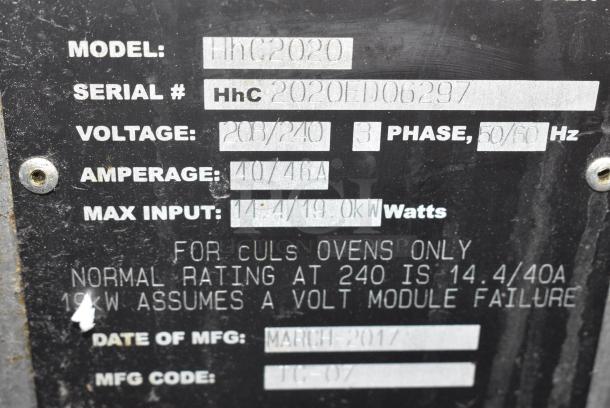 MODEL: HhC2020
SERIAL # HhC 2020ED06297
VOLTAGE: 208/240 3 PHASE, 50/60 Hz
AMPERAGE: 40/46A
MAX INPUT: 14.4/19.0kW Watts
FOR cULs OVENS ONLY
NORMAL RATING AT 240 IS 14.4/40A
19kW ASSUMES A VOLT MODULE FAILURE
DATE OF MFG: MARCH 2017
MFG CODE: TC-07